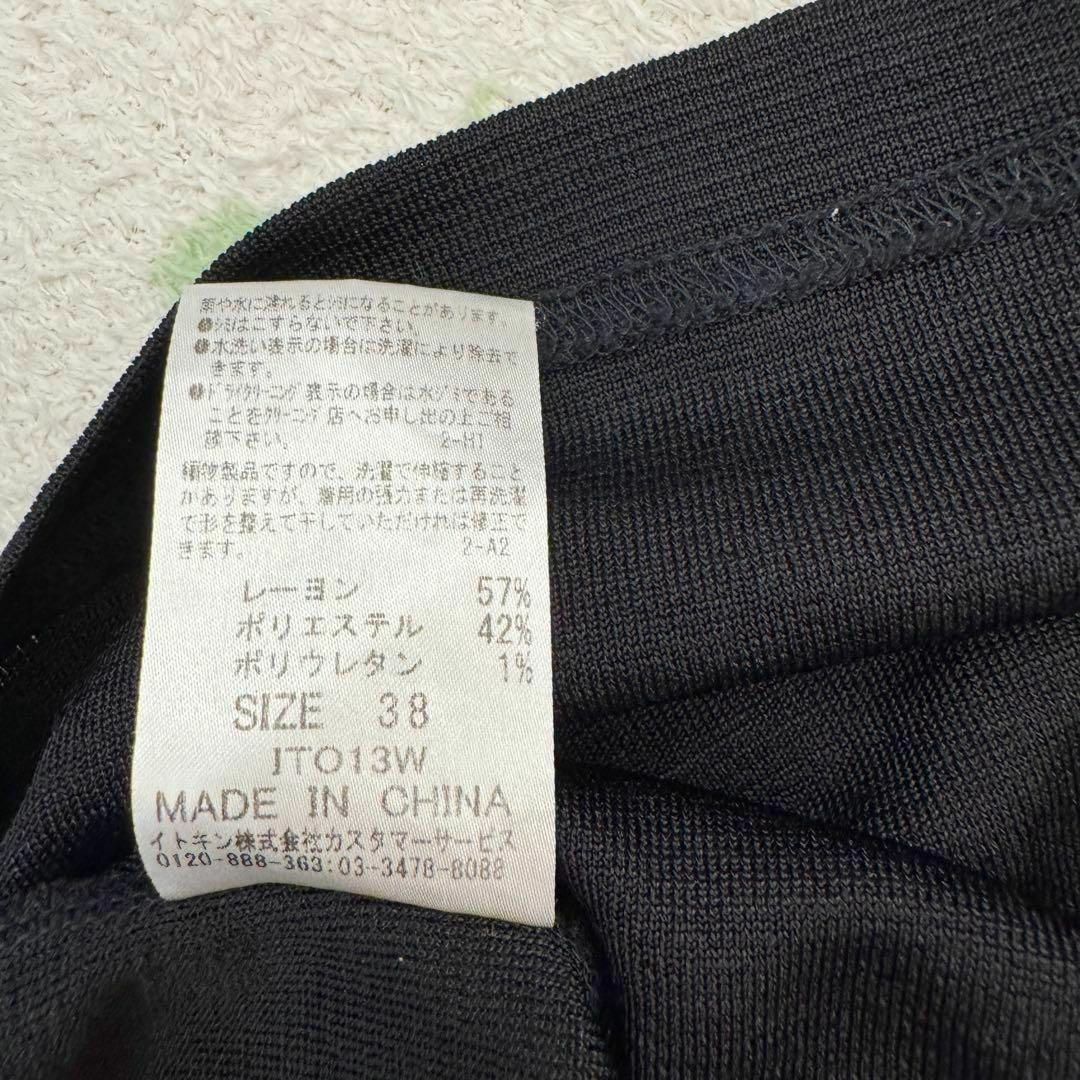 雨や水に濡れるとシミになることがあります。
●シミはこすらないで下さい。
●水洗い表示の場合は洗濯により除去で
きます。
●ドライクリーニング表示の場合は水ジミである
ことをクリーニング店へお申し出の上ご相
談下さい。 2-H1
編物製品ですので、洗濯で伸縮すること
がありますが、着用の張力または再洗濯
で形を整えて干していただければ修正で
きます。 2-A2
レーヨン 57%
ポリエステル 42%
ポリウレタン 1%
SIZE 38
ITO13W
MADE IN CHINA
イトキン株式会社カスタマーサービス
0120-888-363:03-3478-8088